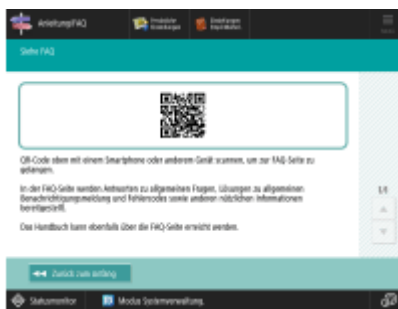 Anleitung/FAQ
Persönliche Einstellungen
Siehe FAQ
QR-Code oben mit einem Smartphone oder anderem Gerät scannen, um zur FAQ-Seite zu
gelangen.
In der FAQ-Seite werden Antworten zu allgemeinen Fragen, Lösungen zu allgemeinen
Benachrichtigungsmeldung und Fehlercodes sowie anderen nützlichen Informationen
bereitgestellt.
Das Handbuch kann ebenfalls über die FAQ-Seite erreicht werden.
1/1
Zurück zum Anfang
Statusmonitor
Modus Systemverwaltung.